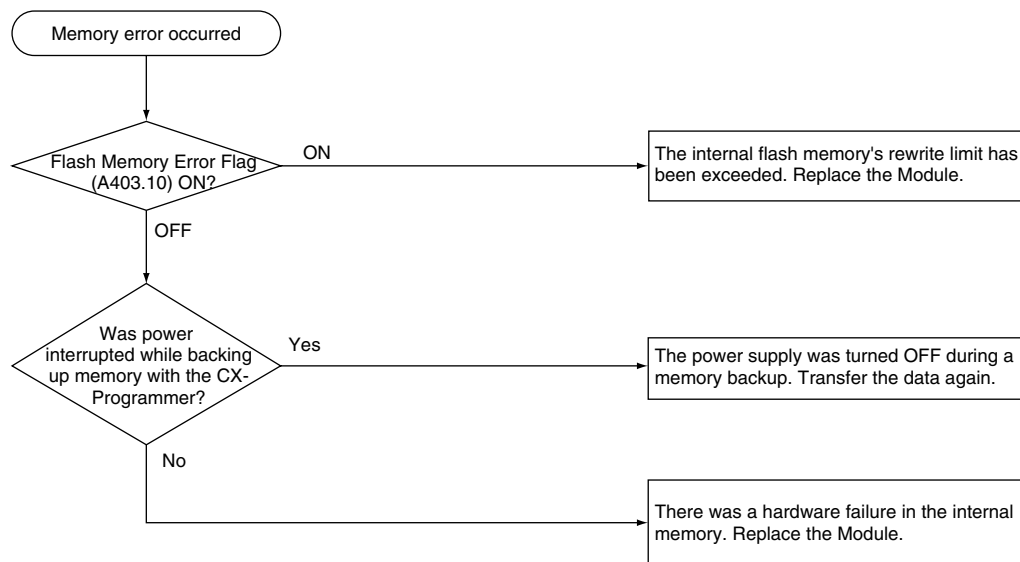 Memory error occurred
Flash Memory Error Flag
(A403.10) ON?
ON
The internal flash memory's rewrite limit has
been exceeded. Replace the Module.
OFF
Was power
interrupted while backing
up memory with the CX-
Programmer?
Yes
The power supply was turned OFF during a
memory backup. Transfer the data again.
No
There was a hardware failure in the internal
memory. Replace the Module.